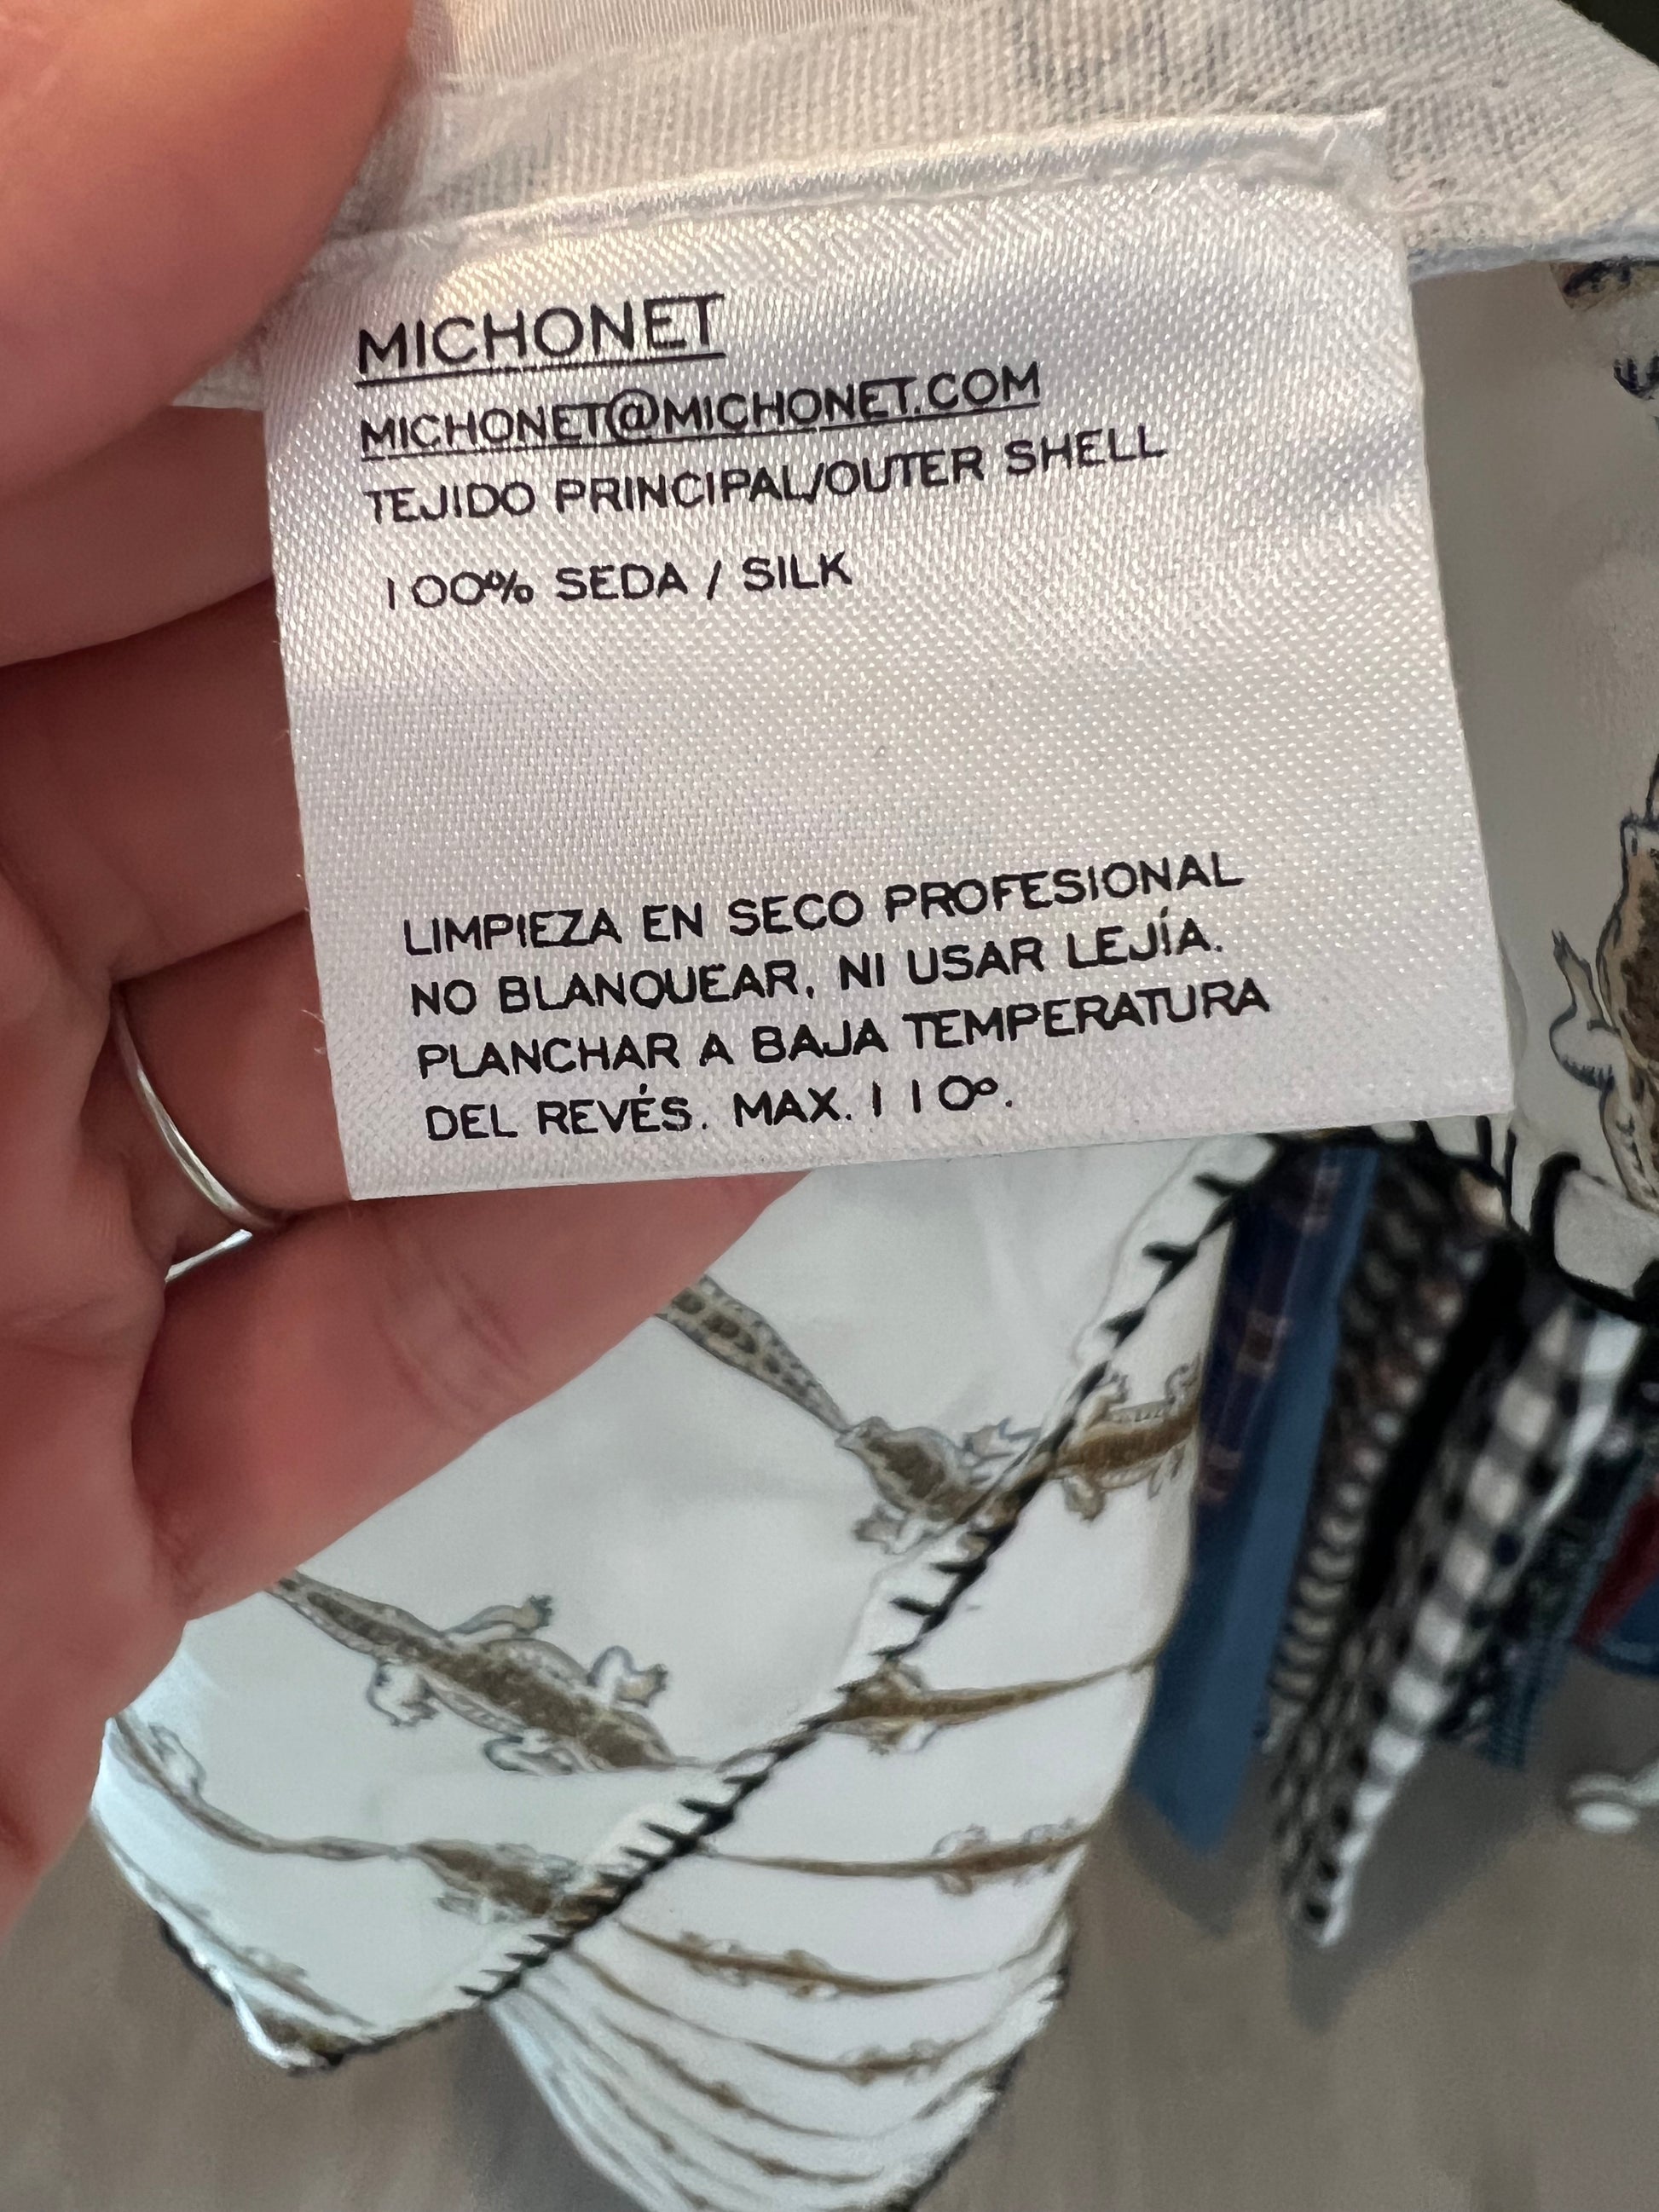 MICHONET
MICHONET@MICHONET.COM
TEJIDO PRINCIPAL/OUTER SHELL
100% SEDA / SILK
LIMPIEZA EN SECO PROFESIONAL
NO BLANQUEAR, NI USAR LEJÍA.
PLANCHAR A BAJA TEMPERATURA
DEL REVÉS. MAX. 110º.